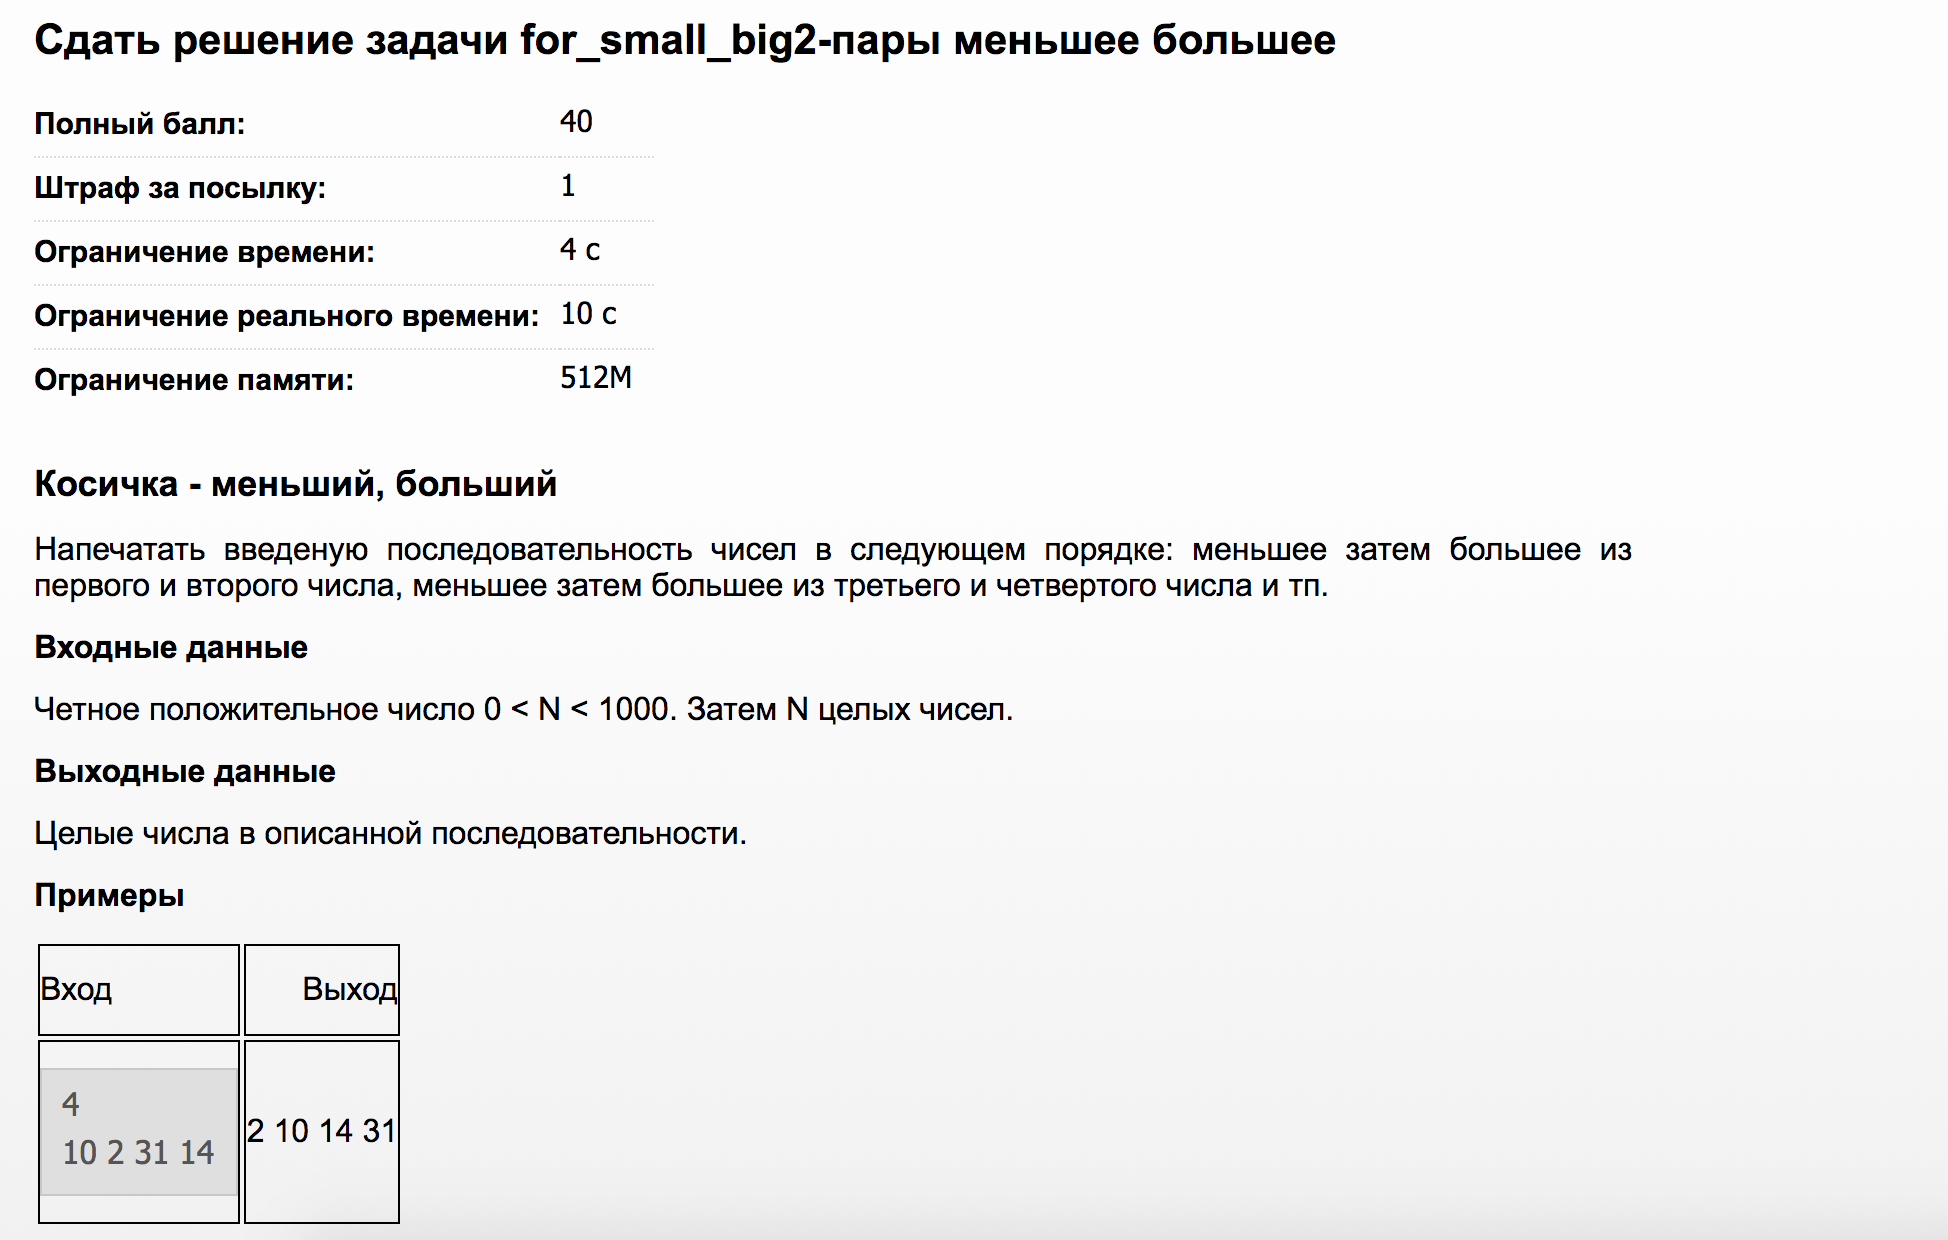 Сдать решение задачи for_small_big2-пары меньшее большее
Полный балл: 40
Штраф за посылку: 1
Ограничение времени: 4 с
Ограничение реального времени: 10 с
Ограничение памяти: 512M
Косичка - меньший, больший
Напечатать введеную последовательность чисел в следующем порядке: меньшее затем большее из
первого и второго числа, меньшее затем большее из третьего и четвертого числа и тп.
Входные данные
Четное положительное число 0 < N < 1000. Затем N целых чисел.
Выходные данные
Целые числа в описанной последовательности.
Примеры
Вход Выход
4
10 2 31 14
2 10 14 31